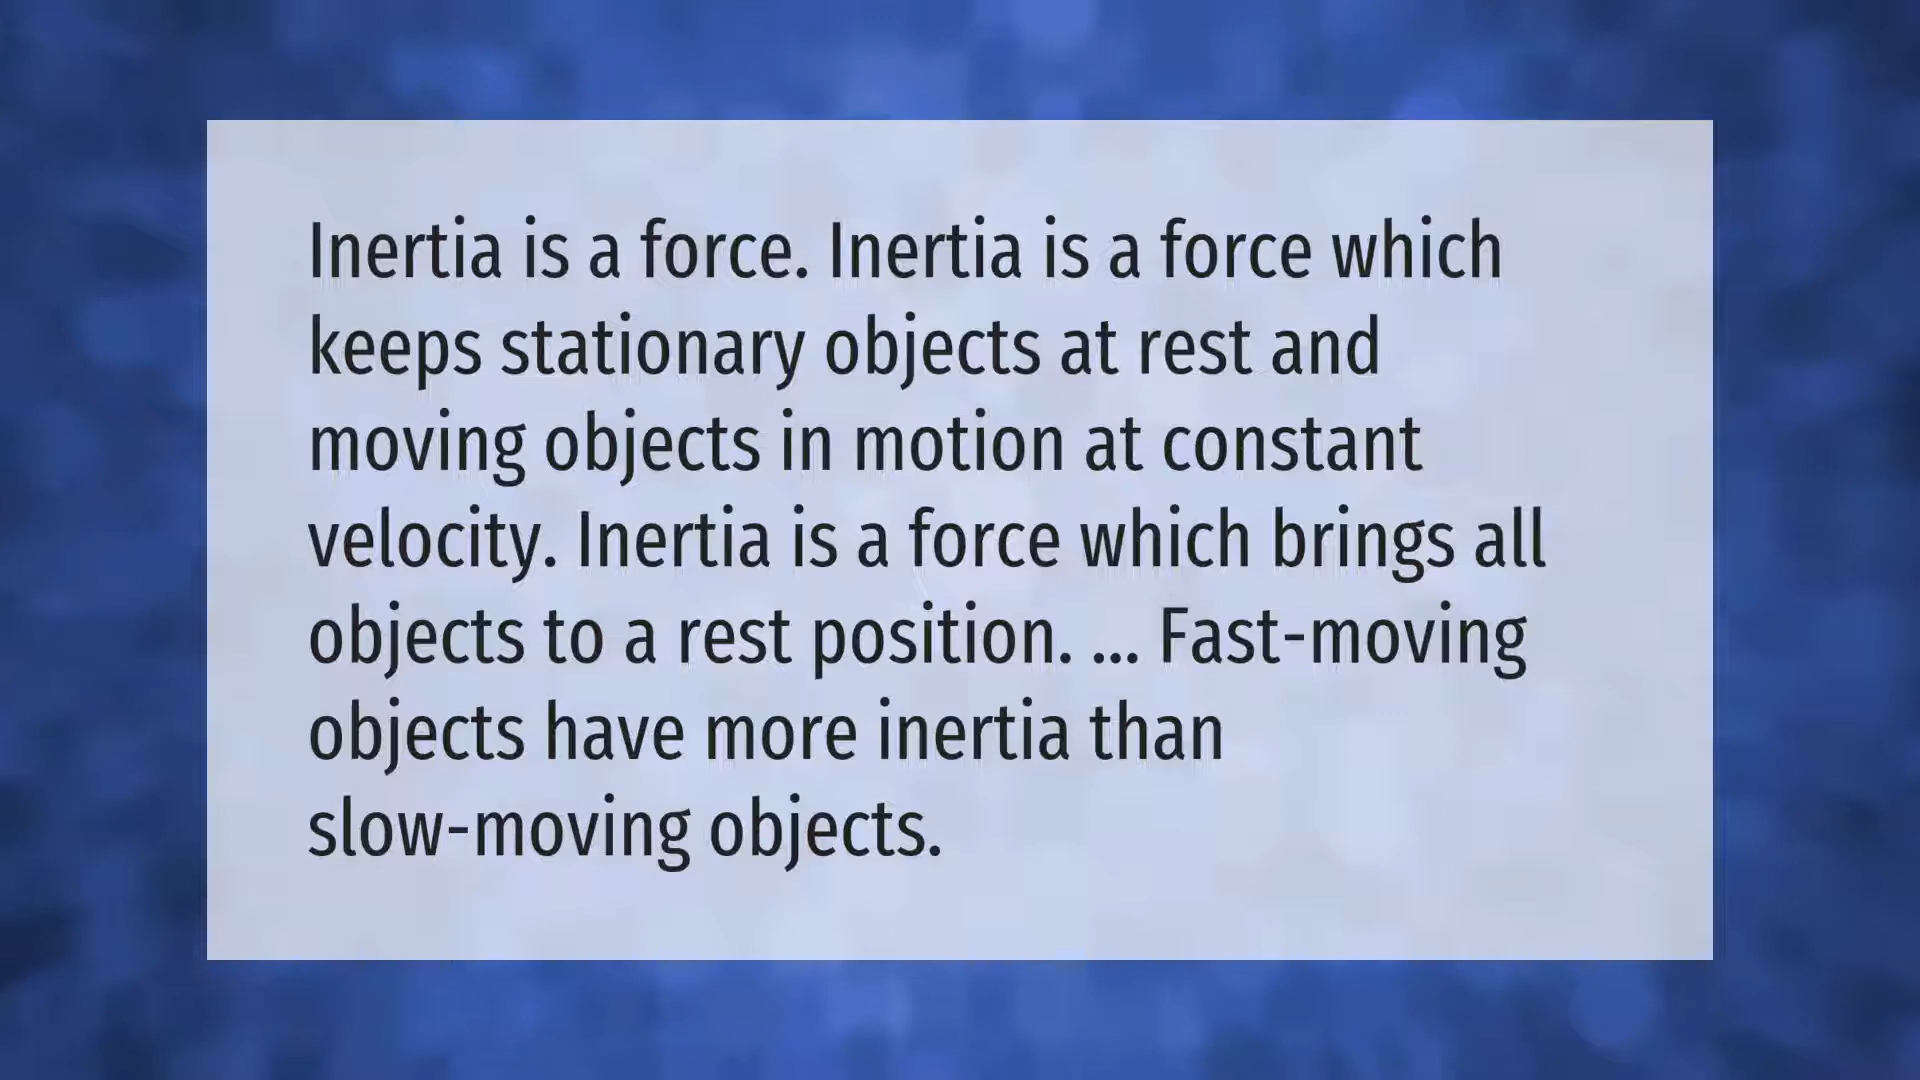 Inertia is a force. Inertia is a force which
keeps stationary objects at rest and
moving objects in motion at constant
velocity. Inertia is a force which brings all
objects to a rest position. ... Fast-moving
objects have more inertia than
slow-moving objects.